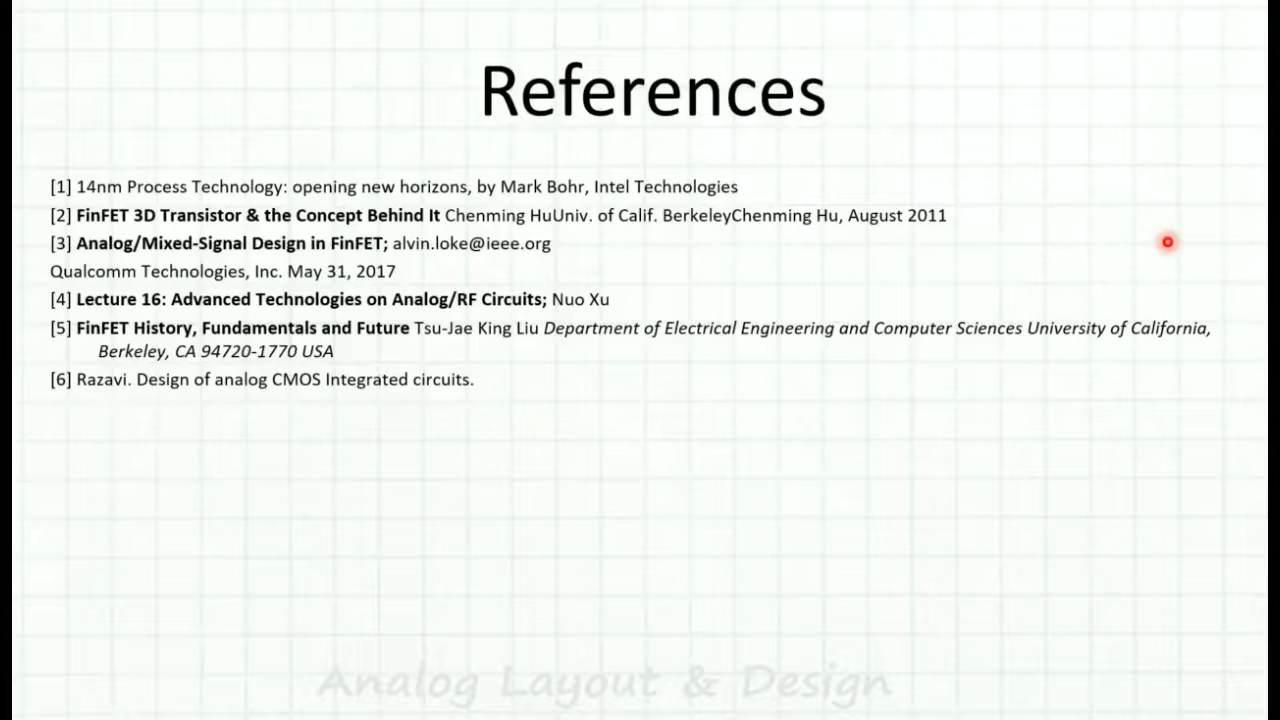 References
[1] 14nm Process Technology: opening new horizons, by Mark Bohr, Intel Technologies
[2] FinFET 3D Transistor & the Concept Behind It Chenming HuUniv. of Calif. BerkeleyChenming Hu, August 2011
[3] Analog/Mixed-Signal Design in FinFET; alvin.loke@ieee.org
Qualcomm Technologies, Inc. May 31, 2017
[4] Lecture 16: Advanced Technologies on Analog/RF Circuits; Nuo Xu
[5] FinFET History, Fundamentals and Future Tsu-Jae King Liu Department of Electrical Engineering and Computer Sciences University of California,
Berkeley, CA 94720-1770 USA
[6] Razavi. Design of analog CMOS Integrated circuits.
Analog Layout & Design